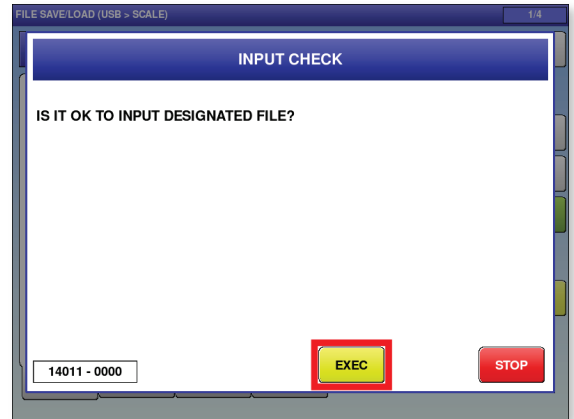 FILE SAVE/LOAD (USB > SCALE) 1/4
INPUT CHECK
IS IT OK TO INPUT DESIGNATED FILE?
14011 - 0000 EXEC STOP